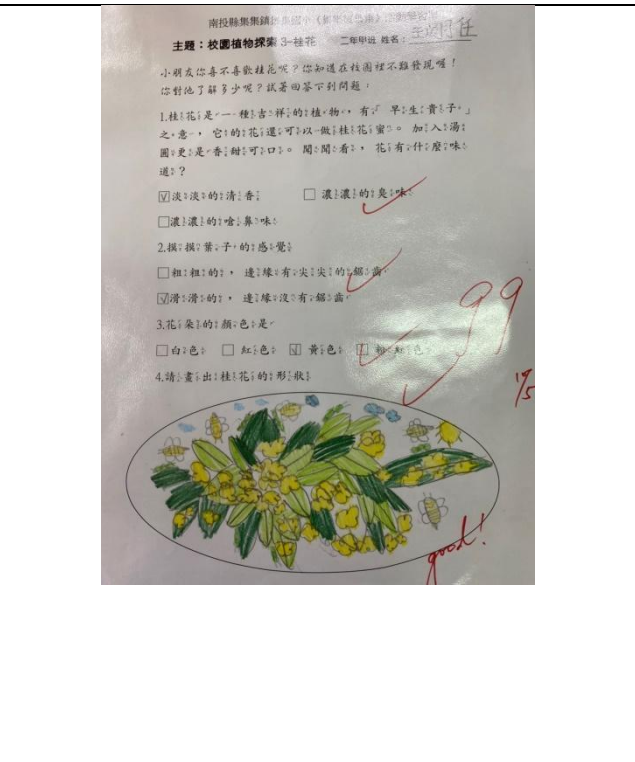 南投縣集集鎮
主題：校園植物探索 3-桂花 二年甲班 姓名：
小朋友你喜不喜歡桂花呢？你知道在校園裡不難發現喔！
你對他了解多少呢？試著回答下列問題，
1.桂花是一種吉祥的植物，有「早生貴子」
之意，它的花還可以做桂花蜜。加入湯
圓更是香甜可口。聞聞看，花有什麼味
道？
☑淡淡的清香 □濃濃的臭味
□濃濃的嗆鼻味
2.摸摸葉子的感覺
□粗粗的，邊緣有尖尖的鋸齒
☑滑滑的，邊緣沒有鋸齒
3.花朵的顏色是
□白色 □紅色 ☑黃色 □粉紅色
4.請畫出桂花的形狀
99
good!